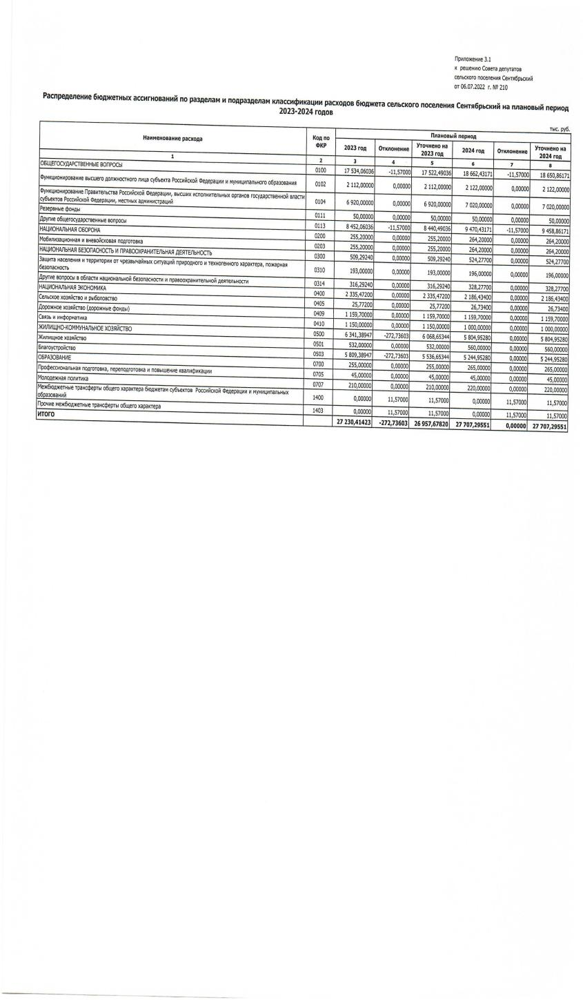 Приложение 3.1
к решению Совета депутатов
сельского поселения Сентябрьский
от 06.07.2022 г. № 210
Распределение бюджетных ассигнований по разделам и подразделам классификации расходов бюджета сельского поселения Сентябрьский на плановый период
2023-2024 годов
тыс. руб.
Наименование расхода Код по ФКР Плановый период
2023 год Отклонение Уточнено на 2023 год 2024 год Отклонение Уточнено на 2024 год
1 2 3 4 5 6 7 8
ОБЩЕГОСУДАРСТВЕННЫЕ ВОПРОСЫ 0100 17 534,06036 -11,57000 17 522,49036 18 662,43171 -11,57000 18 650,86171
Функционирование высшего должностного лица субъекта Российской Федерации и муниципального образования 0102 2 112,00000 0,00000 2 112,00000 2 122,00000 0,00000 2 122,00000
Функционирование Правительства Российской Федерации, высших исполнительных органов государственной власти
субъектов Российской Федерации, местных администраций 0104 6 920,00000 0,00000 6 920,00000 7 020,00000 0,00000 7 020,00000
Резервные фонды 0111 50,00000 0,00000 50,00000 50,00000 0,00000 50,00000
Другие общегосударственные вопросы 0113 8 452,06036 -11,57000 8 440,49036 9 470,43171 -11,57000 9 458,86171
НАЦИОНАЛЬНАЯ ОБОРОНА 0200 255,20000 0,00000 255,20000 264,20000 0,00000 264,20000
Мобилизационная и вневойсковая подготовка 0203 255,20000 0,00000 255,20000 264,20000 0,00000 264,20000
НАЦИОНАЛЬНАЯ БЕЗОПАСНОСТЬ И ПРАВООХРАНИТЕЛЬНАЯ ДЕЯТЕЛЬНОСТЬ 0300 509,29240 0,00000 509,29240 524,27700 0,00000 524,27700
Защита населения и территории от чрезвычайных ситуаций природного и техногенного характера, пожарная
безопасность 0310 193,00000 0,00000 193,00000 196,00000 0,00000 196,00000
Другие вопросы в области национальной безопасности и правоохранительной деятельности 0314 316,29240 0,00000 316,29240 328,27700 0,00000 328,27700
НАЦИОНАЛЬНАЯ ЭКОНОМИКА 0400 2 335,47200 0,00000 2 335,47200 2 186,43400 0,00000 2 186,43400
Сельское хозяйство и рыболовство 0405 25,77200 0,00000 25,77200 26,73400 0,00000 26,73400
Дорожное хозяйство (дорожные фонды) 0409 1 159,70000 0,00000 1 159,70000 1 159,70000 0,00000 1 159,70000
Связь и информатика 0410 1 150,00000 0,00000 1 150,00000 1 000,00000 0,00000 1 000,00000
ЖИЛИЩНО-КОММУНАЛЬНОЕ ХОЗЯЙСТВО 0500 6 341,38947 -272,73603 6 068,65344 5 804,95280 0,00000 5 804,95280
Жилищное хозяйство 0501 532,00000 0,00000 532,00000 560,00000 0,00000 560,00000
Благоустройство 0503 5 809,38947 -272,73603 5 536,65344 5 244,95280 0,00000 5 244,95280
ОБРАЗОВАНИЕ 0700 255,00000 0,00000 255,00000 265,00000 0,00000 265,00000
Профессиональная подготовка, переподготовка и повышение квалификации 0705 45,00000 0,00000 45,00000 45,00000 0,00000 45,00000
Молодежная политика 0707 210,00000 0,00000 210,00000 220,00000 0,00000 220,00000
Межбюджетные трансферты общего характера бюджетам субъектов Российской Федерации и муниципальных
образований 1400 0,00000 11,57000 11,57000 0,00000 11,57000 11,57000
Прочие межбюджетные трансферты общего характера 1403 0,00000 11,57000 11,57000 0,00000 11,57000 11,57000
ИТОГО 27 230,41423 -272,73603 26 957,67820 27 707,29551 0,00000 27 707,29551